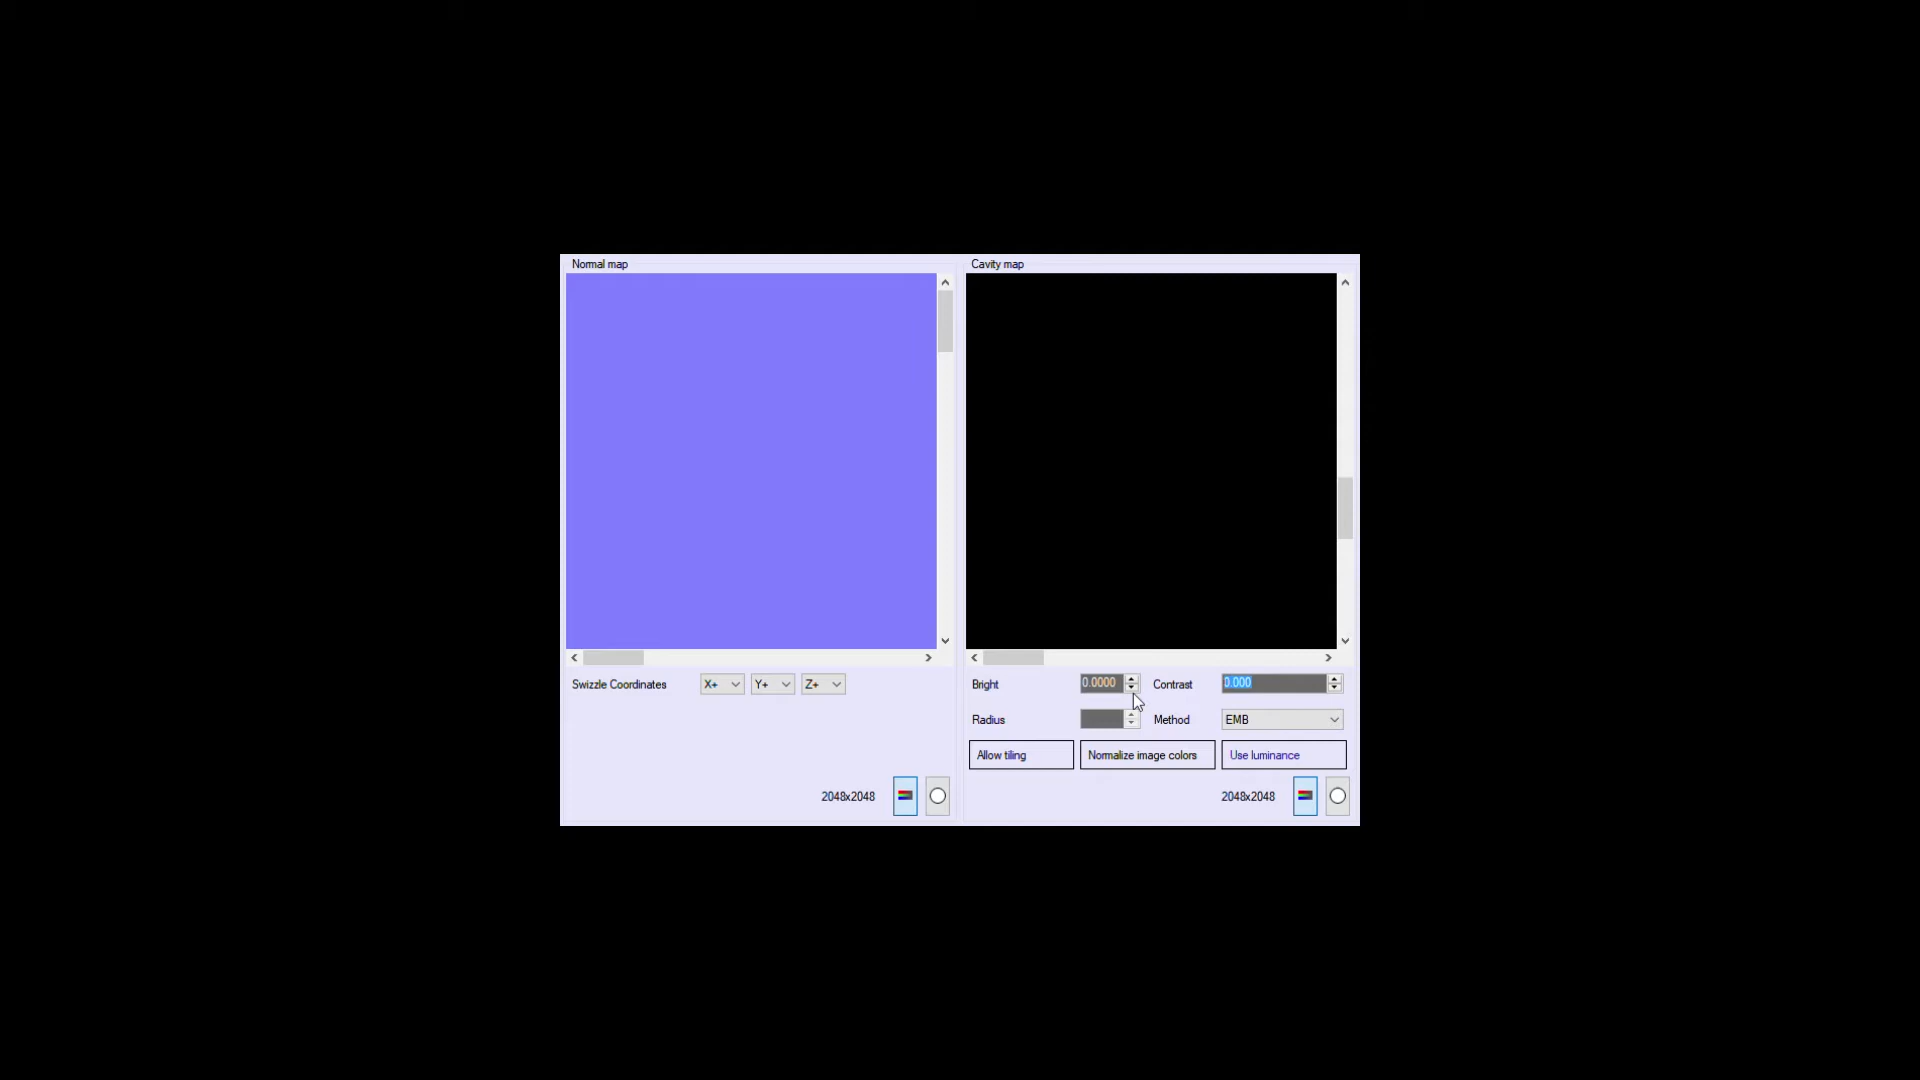 Normal map
Cavity map
Swizzle Coordinates X+ Y+ Z+
Bright 0.0000 Contrast 0.000
Radius Method EMB
Allow tiling Normalize image colors Use luminance
2048x2048
2048x2048